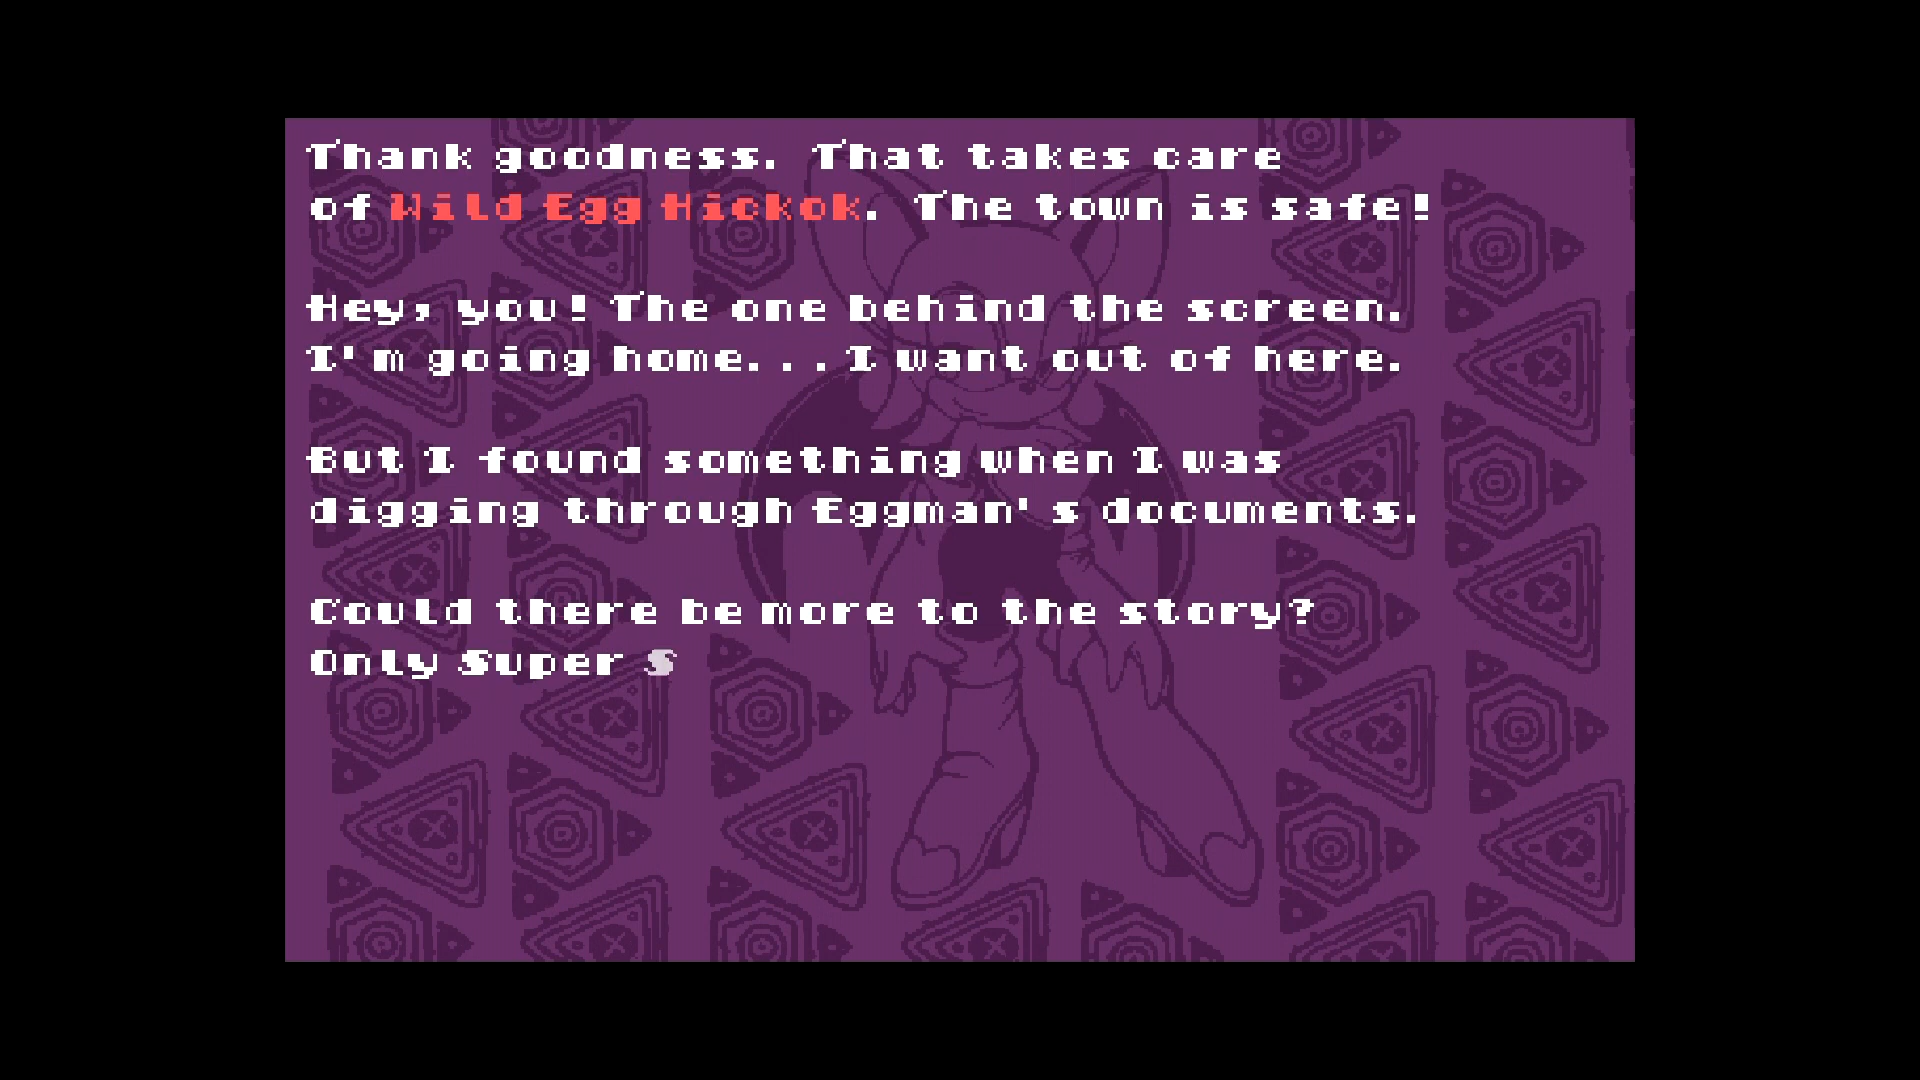 Thank goodness. That takes care
of Wild Egg Hickok. The town is safe!
Hey, you! The one behind the screen.
I'm going home...I want out of here.
But I found something when I was
digging through Eggman's documents.
Could there be more to the story?
Only Super S